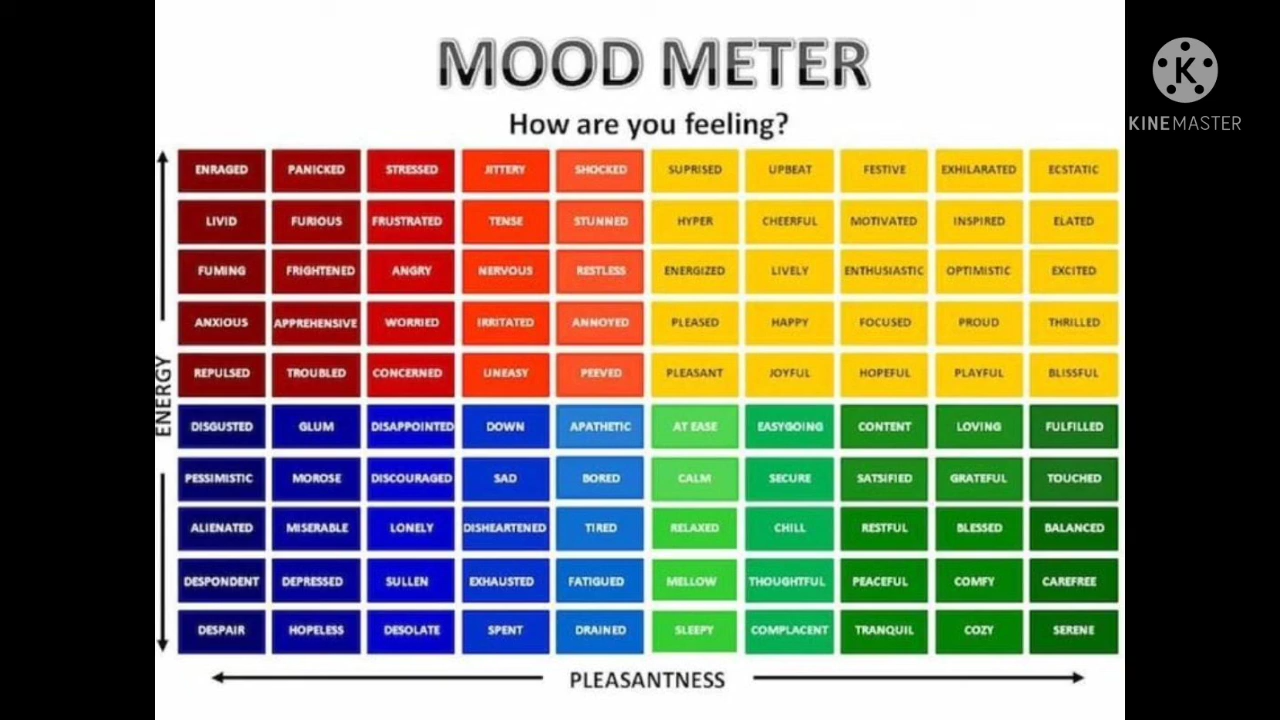 MOOD METER
K
KINEMASTER
How are you feeling?
ENRAGED PANICKED STRESSED JITTERY SHOCKED SUPRISED UPBEAT FESTIVE EXHILARATED ECSTATIC
LIVID FURIOUS FRUSTRATED TENSE STUNNED HYPER CHEERFUL MOTIVATED INSPIRED ELATED
FUMING FRIGHTENED ANGRY NERVOUS RESTLESS ENERGIZED LIVELY ENTHUSIASTIC OPTIMISTIC EXCITED
ANXIOUS APPREHENSIVE WORRIED IRRITATED ANNOYED PLEASED HAPPY FOCUSED PROUD THRILLED
REPULSED TROUBLED CONCERNED UNEASY PEEVED PLEASANT JOYFUL HOPEFUL PLAYFUL BLISSFUL
ENERGY
DISGUSTED GLUM DISAPPOINTED DOWN APATHETIC AT EASE EASYGOING CONTENT LOVING FULFILLED
PESSIMISTIC MOROSE DISCOURAGED SAD BORED CALM SECURE SATSIFIED GRATEFUL TOUCHED
ALIENATED MISERABLE LONELY DISHEARTENED TIRED RELAXED CHILL RESTFUL BLESSED BALANCED
DESPONDENT DEPRESSED SULLEN EXHAUSTED FATIGUED MELLOW THOUGHTFUL PEACEFUL COMFY CAREFREE
DESPAIR HOPELESS DESOLATE SPENT DRAINED SLEEPY COMPLACENT TRANQUIL COZY SERENE
PLEASANTNESS